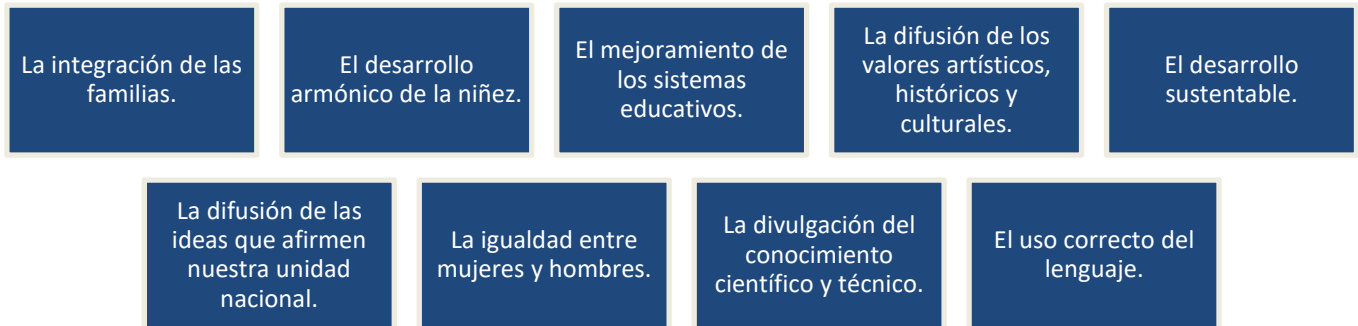 La integración de las
familias.
El desarrollo
armónico de la niñez.
El mejoramiento de
los sistemas
educativos.
La difusión de los
valores artísticos,
históricos y
culturales.
El desarrollo
sustentable.
La difusión de las
ideas que afirmen
nuestra unidad
nacional.
La igualdad entre
mujeres y hombres.
La divulgación del
conocimiento
científico y técnico.
El uso correcto del
lenguaje.